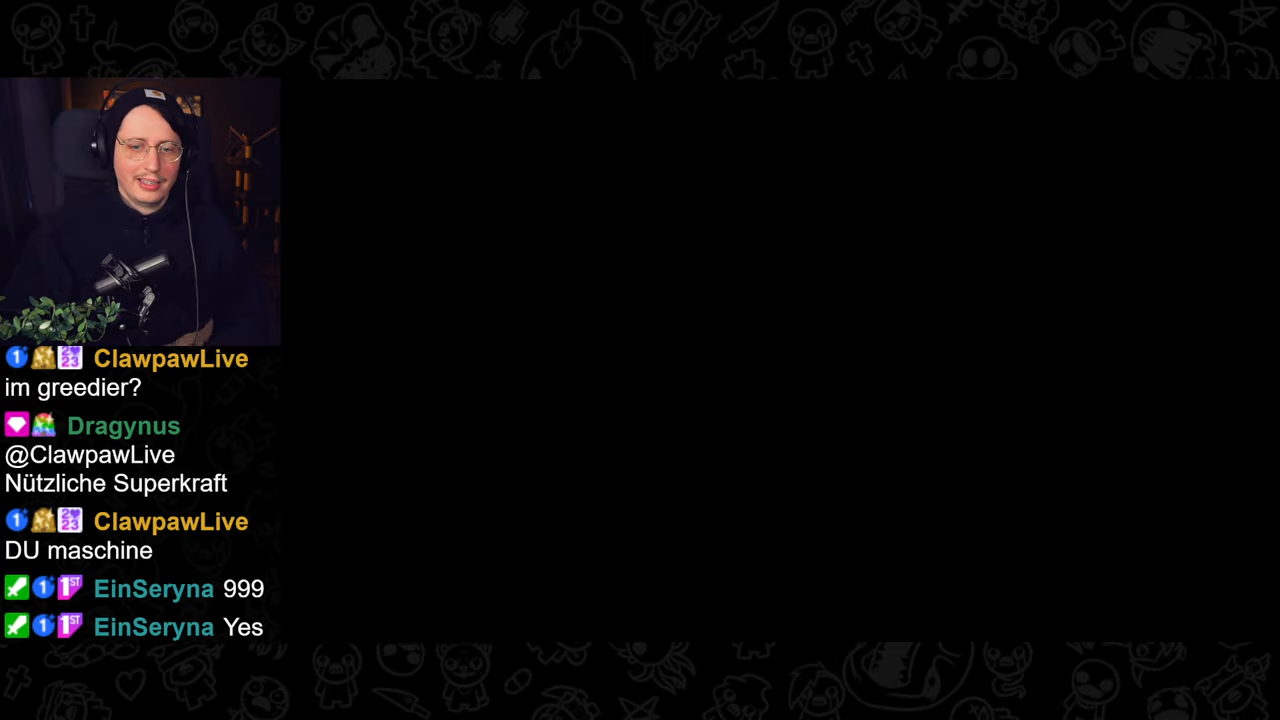 ClawpawLive
im greedier?
Dragynus
@ClawpawLive
Nützliche Superkraft
ClawpawLive
DU maschine
EinSeryna 999
EinSeryna Yes